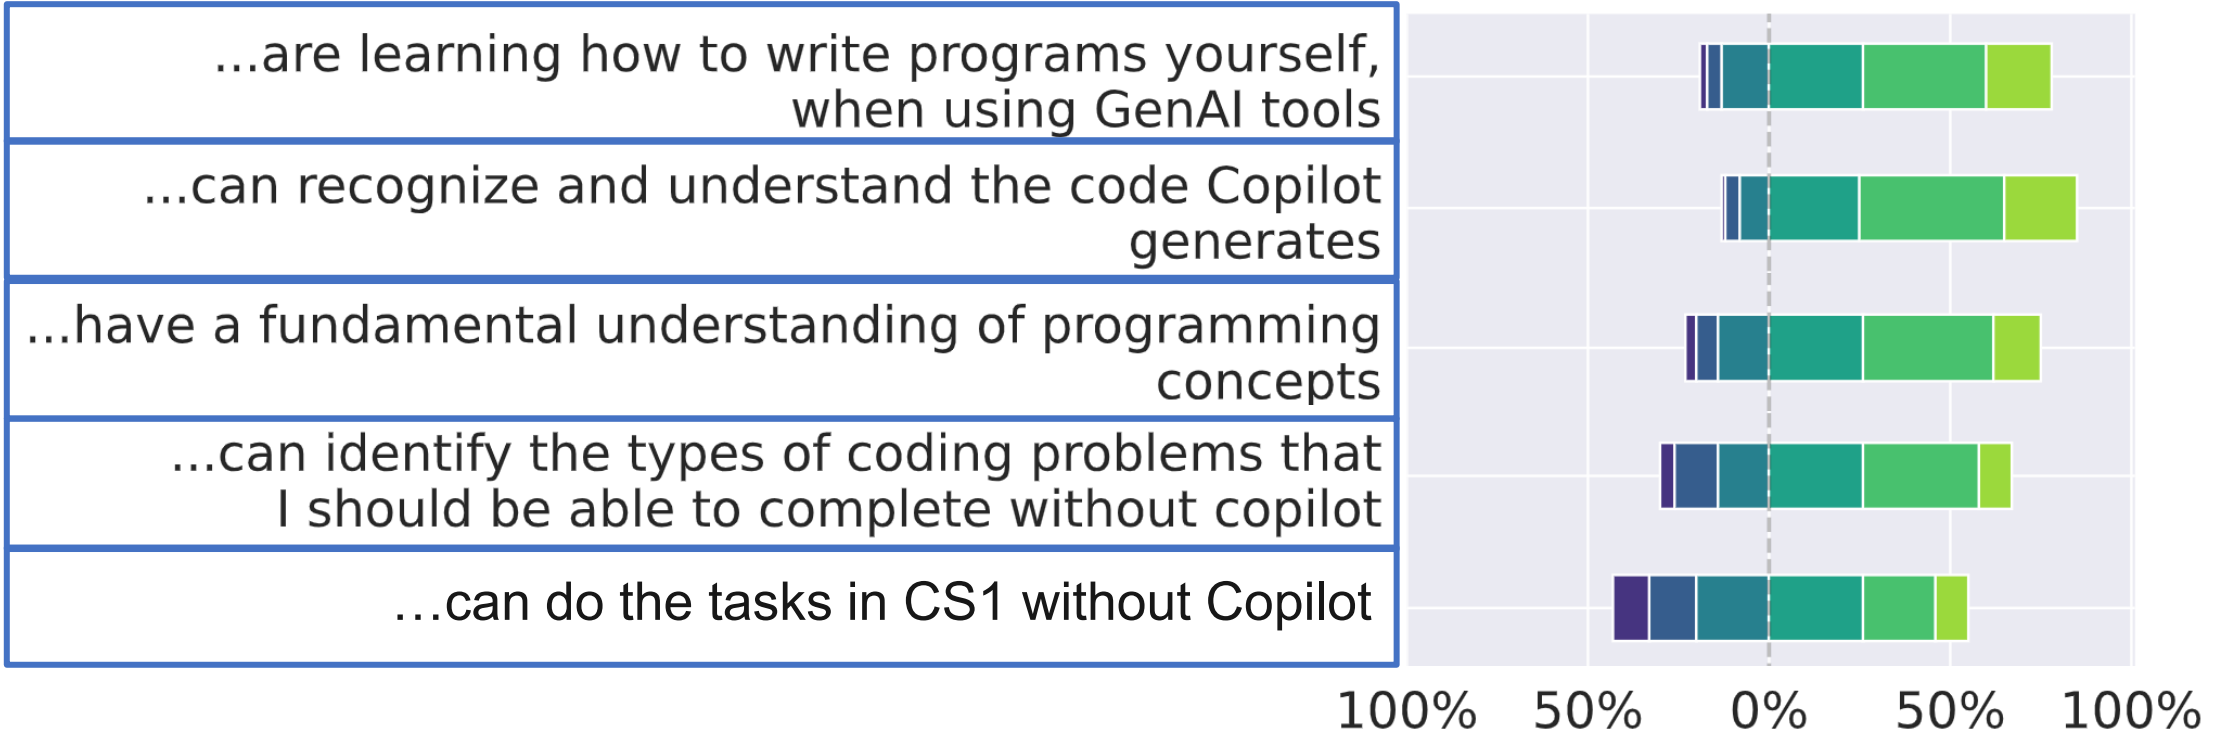 ...are learning how to write programs yourself,
when using GenAI tools
...can recognize and understand the code Copilot
generates
...have a fundamental understanding of programming
concepts
...can identify the types of coding problems that
I should be able to complete without copilot
...can do the tasks in CS1 without Copilot
100% 50% 0% 50% 100%